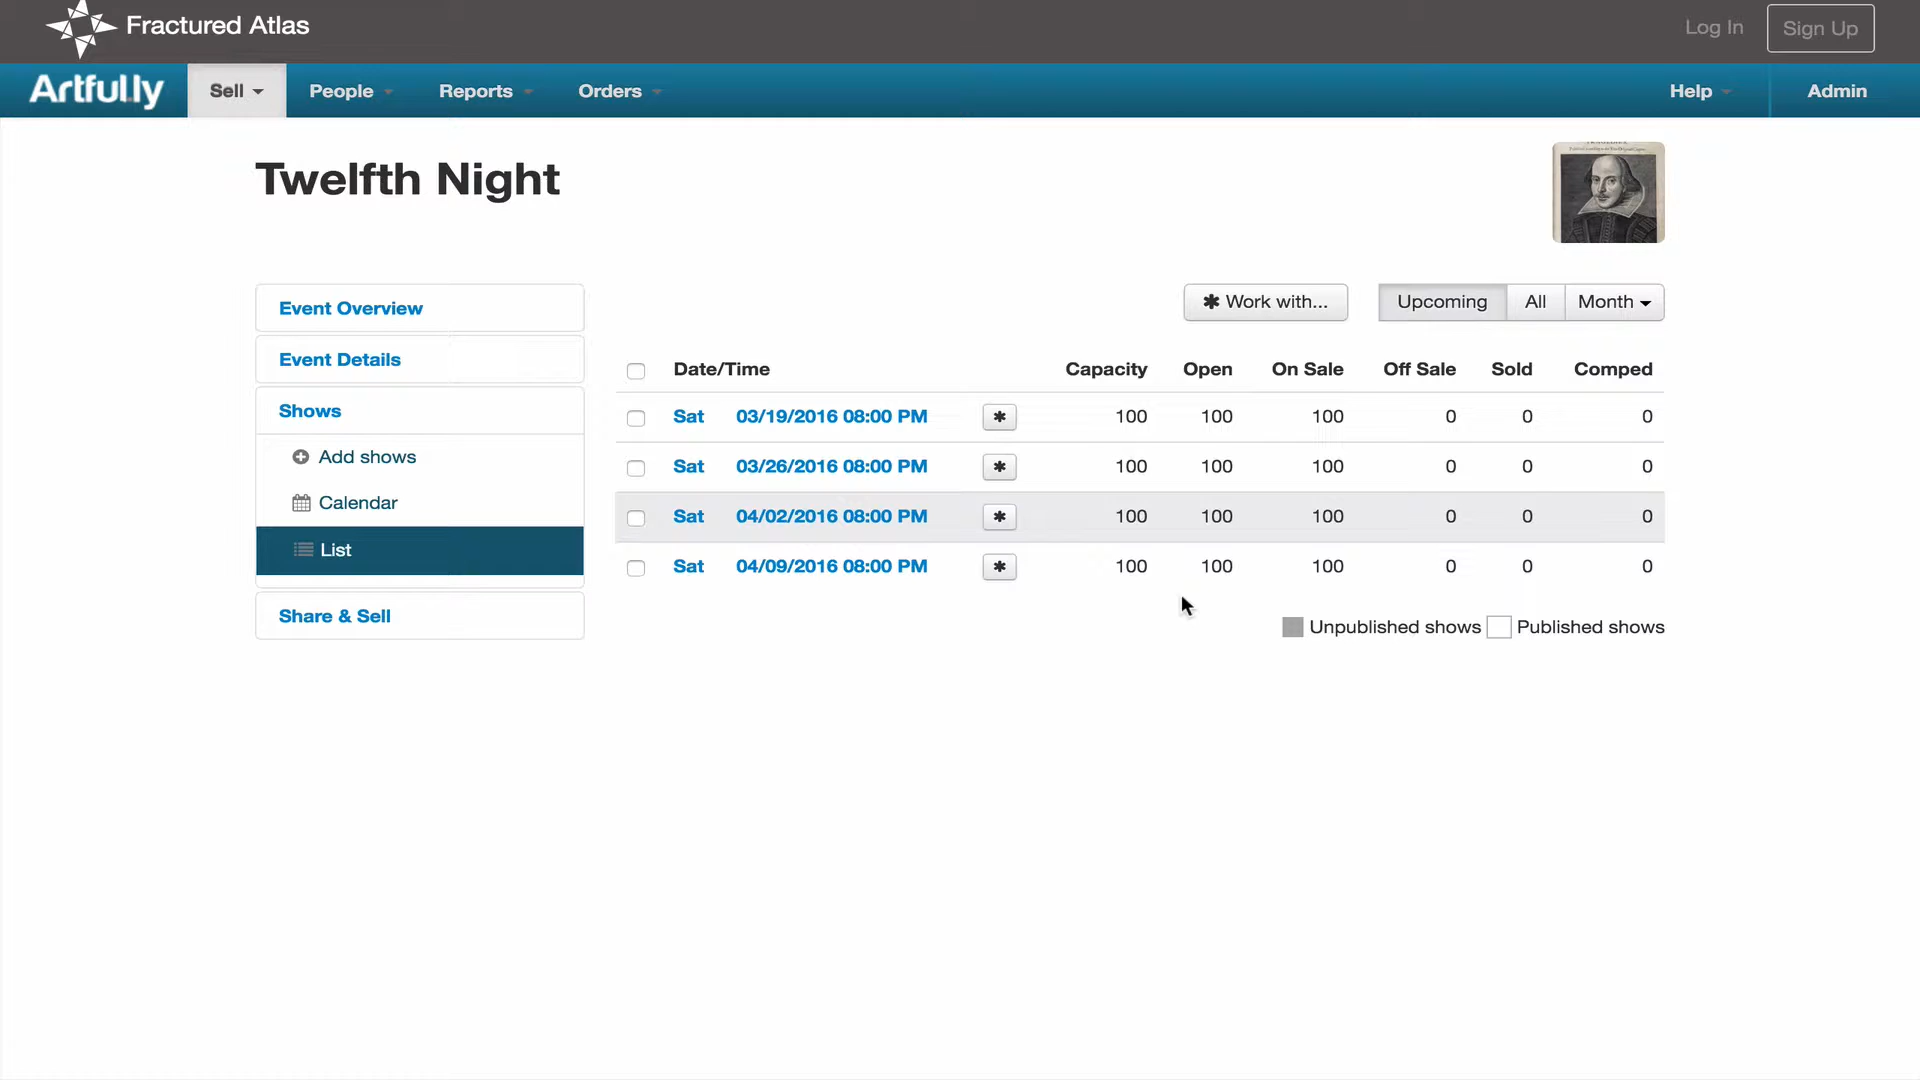 Fractured Atlas
Log In
Sign Up
Artful.ly
Sell
People
Reports
Orders
Help
Admin
Twelfth Night
Event Overview
Event Details
Shows
Add shows
Calendar
List
Share & Sell
✱ Work with...
Upcoming
All
Month
Date/Time Capacity Open On Sale Off Sale Sold Comped
Sat 03/19/2016 08:00 PM ✱ 100 100 100 0 0 0
Sat 03/26/2016 08:00 PM ✱ 100 100 100 0 0 0
Sat 04/02/2016 08:00 PM ✱ 100 100 100 0 0 0
Sat 04/09/2016 08:00 PM ✱ 100 100 100 0 0 0
Unpublished shows Published shows